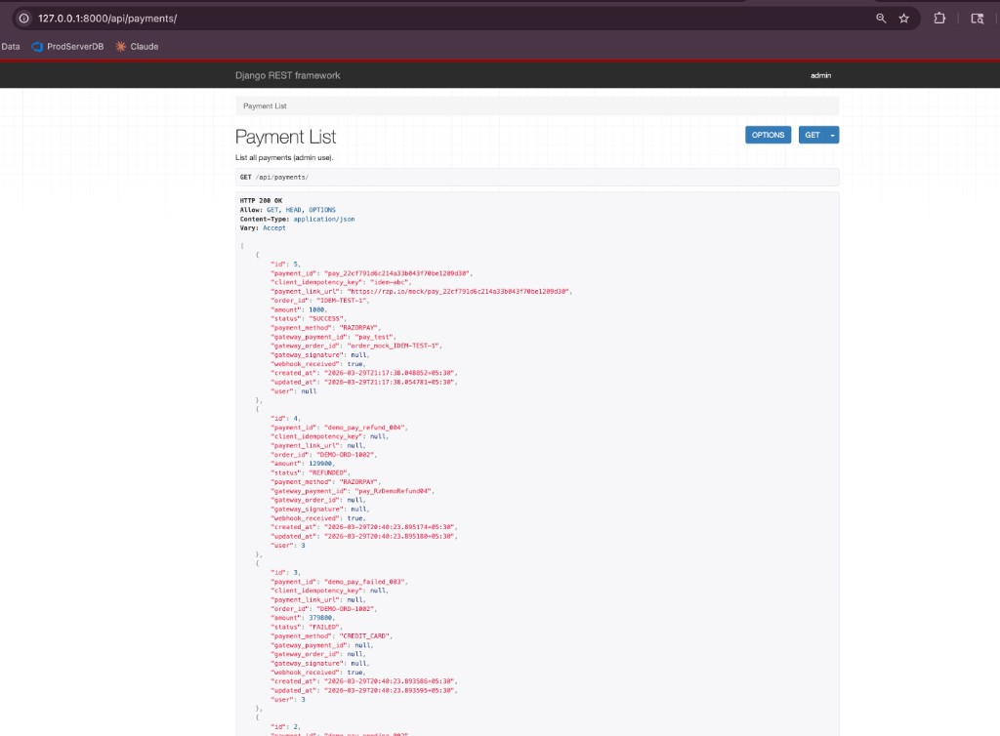 127.0.0.1:8000/api/payments/
Data ProdServerDB Claude
Django REST framework admin
Payment List
Payment List OPTIONS GET
List all payments (admin use).
GET /api/payments/
HTTP 200 OK
Allow: GET, HEAD, OPTIONS
Content-Type: application/json
Vary: Accept
[
{
"id": 5,
"payment_id": "pay_22cf791d6c214a33b043f70be1209d30",
"client_idempotency_key": "idem-abc",
"payment_link_url": "https://rzp.io/mock/pay_22cf791d6c214a33b043f70be1209d30",
"order_id": "IDEM-TEST-1",
"amount": 1000,
"status": "SUCCESS",
"payment_method": "RAZORPAY",
"gateway_payment_id": "pay_test",
"gateway_order_id": "order_mock_IDEM-TEST-1",
"gateway_signature": null,
"webhook_received": true,
"created_at": "2026-03-29T21:17:38.048852+05:30",
"updated_at": "2026-03-29T21:17:38.054781+05:30",
"user": null
},
{
"id": 4,
"payment_id": "demo_pay_refund_004",
"client_idempotency_key": null,
"payment_link_url": null,
"order_id": "DEMO-ORD-1002",
"amount": 129900,
"status": "REFUNDED",
"payment_method": "RAZORPAY",
"gateway_payment_id": "pay_RzDemoRefund04",
"gateway_order_id": null,
"gateway_signature": null,
"webhook_received": true,
"created_at": "2026-03-29T20:40:23.895174+05:30",
"updated_at": "2026-03-29T20:40:23.895180+05:30",
"user": 3
},
{
"id": 3,
"payment_id": "demo_pay_failed_003",
"client_idempotency_key": null,
"payment_link_url": null,
"order_id": "DEMO-ORD-1002",
"amount": 379800,
"status": "FAILED",
"payment_method": "CREDIT_CARD",
"gateway_payment_id": null,
"gateway_order_id": null,
"gateway_signature": null,
"webhook_received": true,
"created_at": "2026-03-29T20:40:23.893586+05:30",
"updated_at": "2026-03-29T20:40:23.893595+05:30",
"user": 3
},
{
"id": 2,